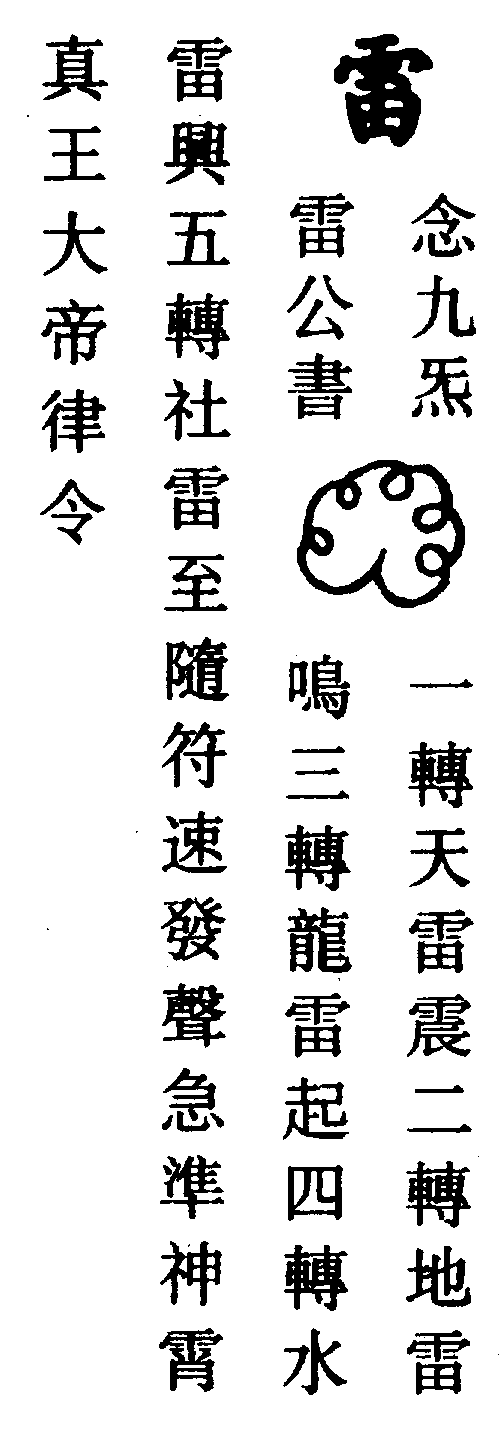 雷
念九炁
雷公書
一轉天雷震二轉地雷
鳴三轉龍雷起四轉水
雷興五轉社雷至隨符速發聲急準神霄
真王大帝律令